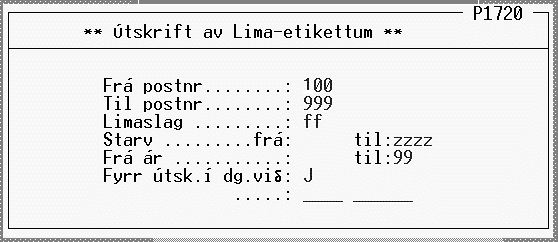 P1720
** Útskrift av Lima-etikettum **
Frá postnr........: 100
Til postnr........: 999
Limaslag .........: ff
Starv .........frá: til:zzzz
Frá ár ...........: til:99
Fyrr útsk.í dg.við: J
.....: ____ ______